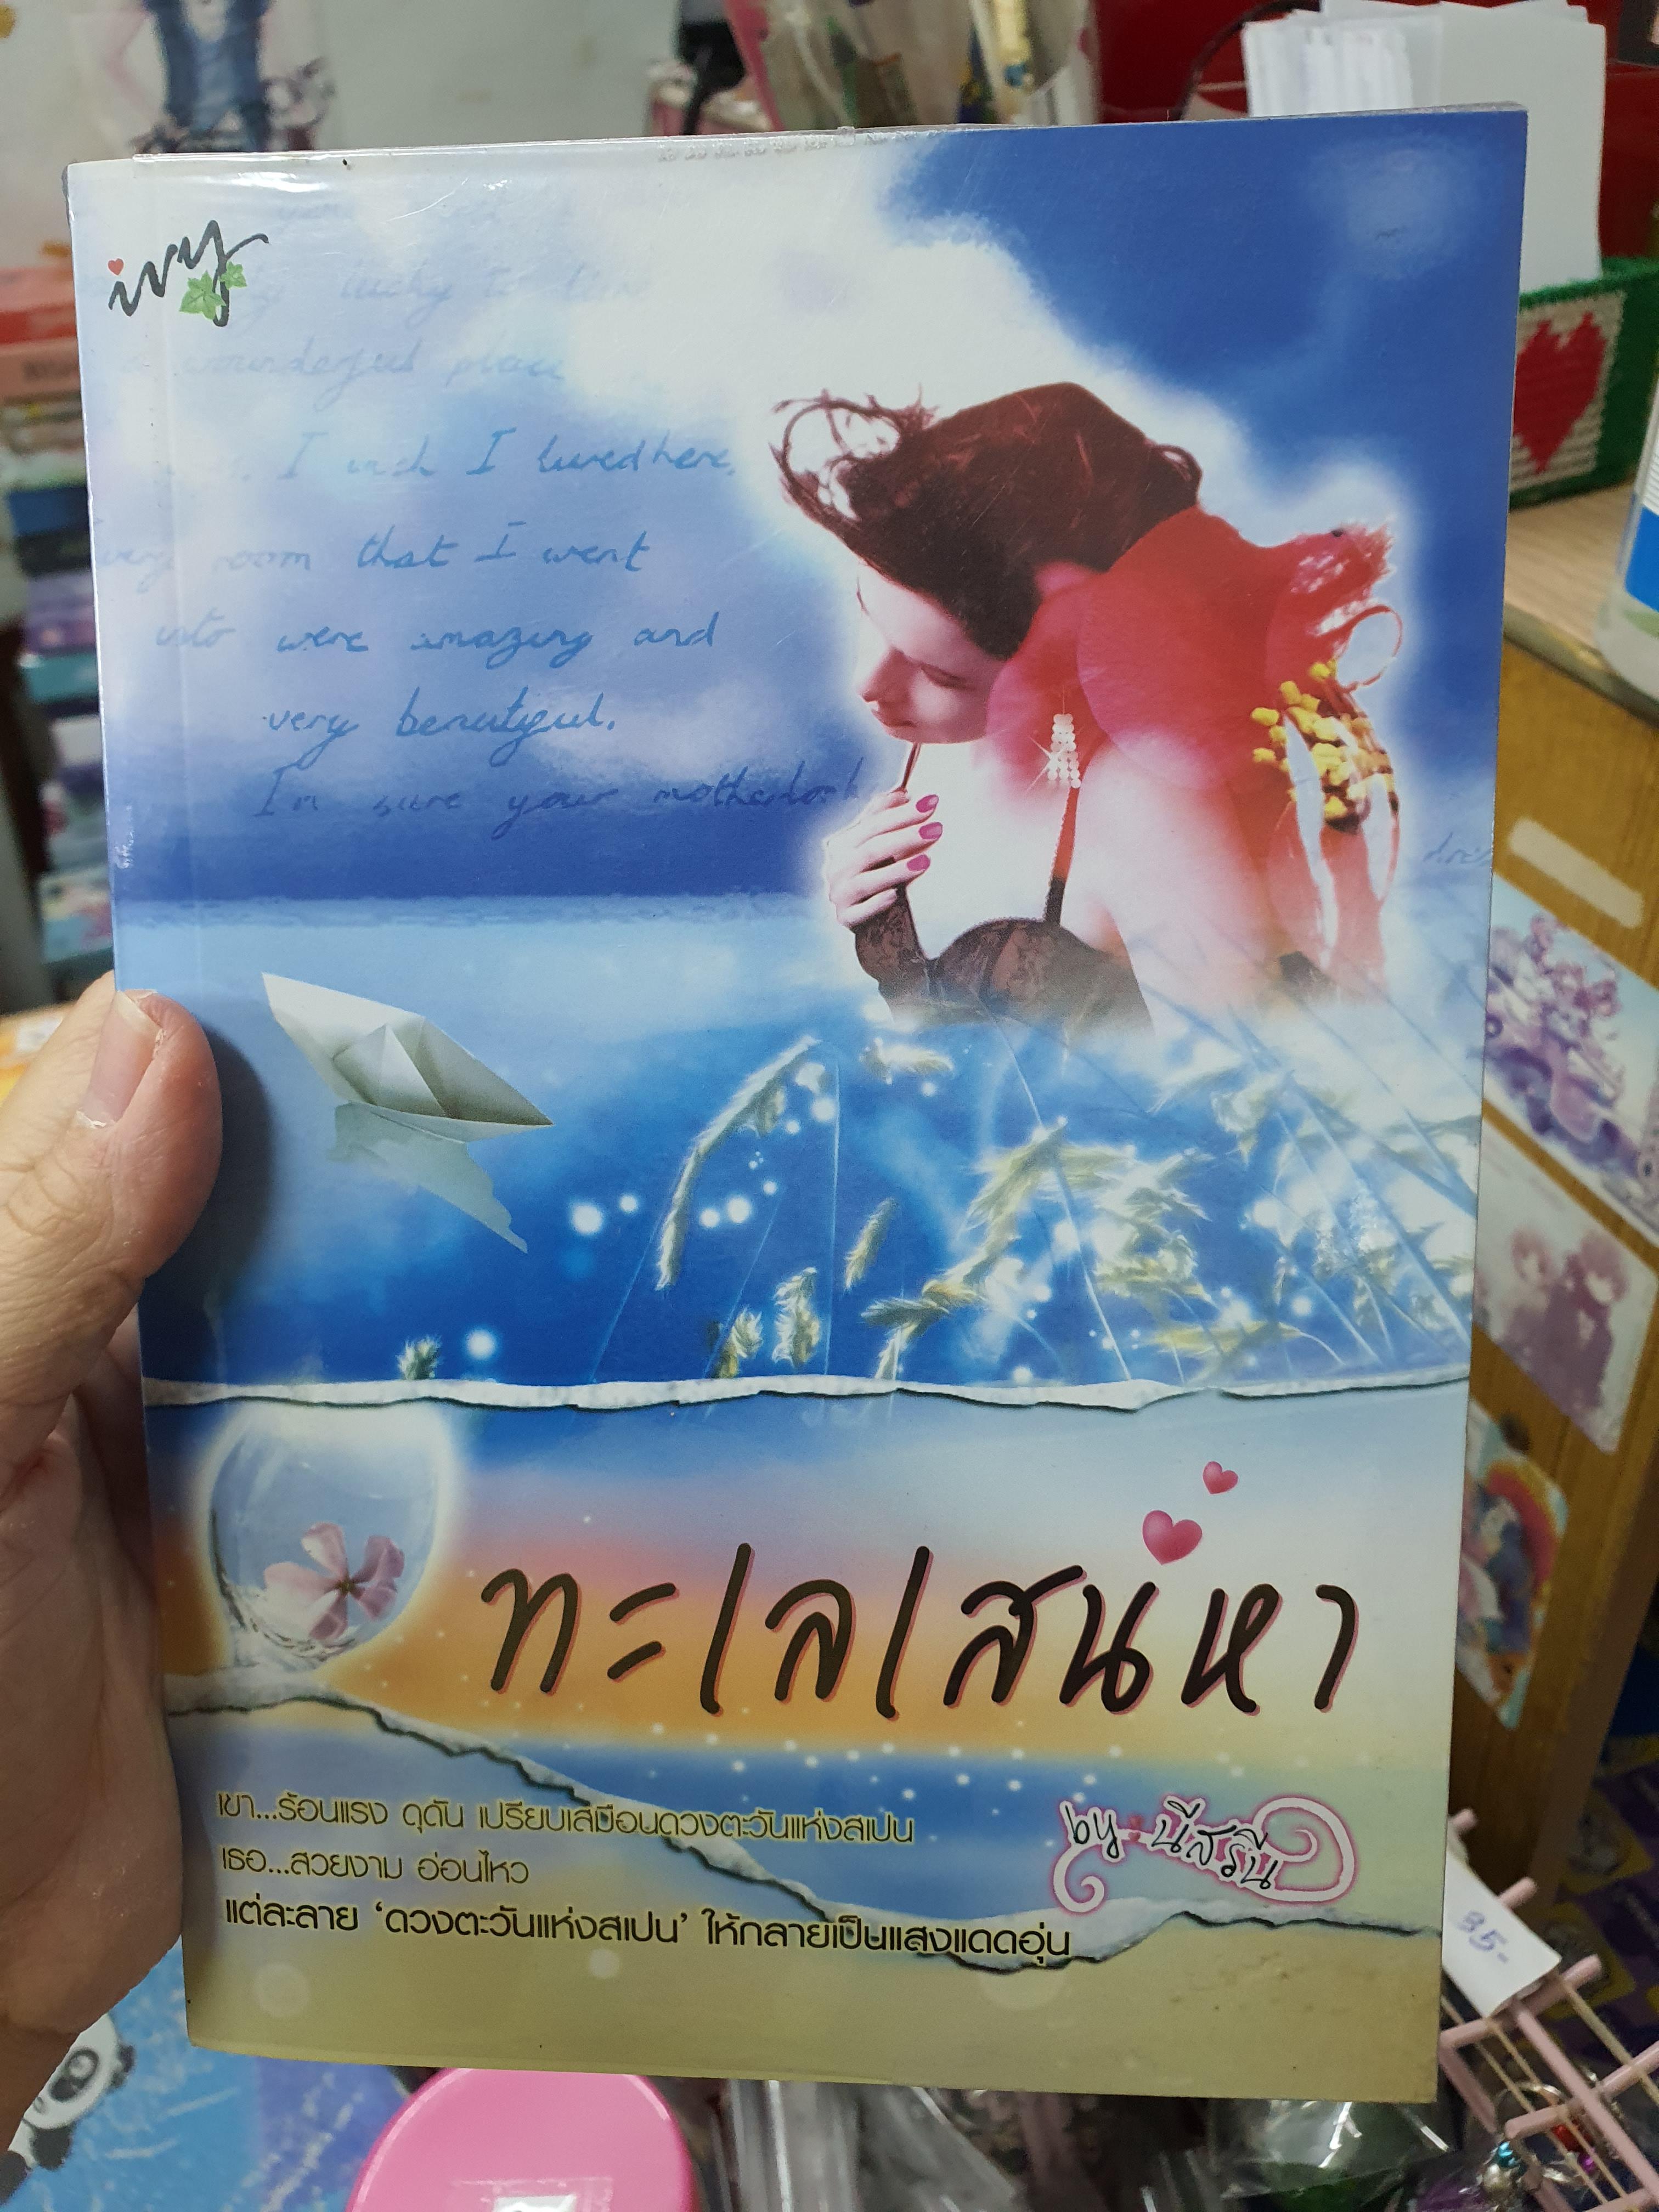 ivy
lucky to
wounderful place
I wish I lived here.
room that I went
into were amazing and
very beautyful.
I'm sure your mother
ทะเลเสน่หา
เขา...ร้อนแรง ดุดัน เปรียบเสมือนดวงตะวันแห่งสเปน
เธอ...สวยงาม อ่อนไหว
แต่ละลาย ‘ดวงตะวันแห่งสเปน’ ให้กลายเป็นแสงแดดอุ่น
by นีสรีน
35-